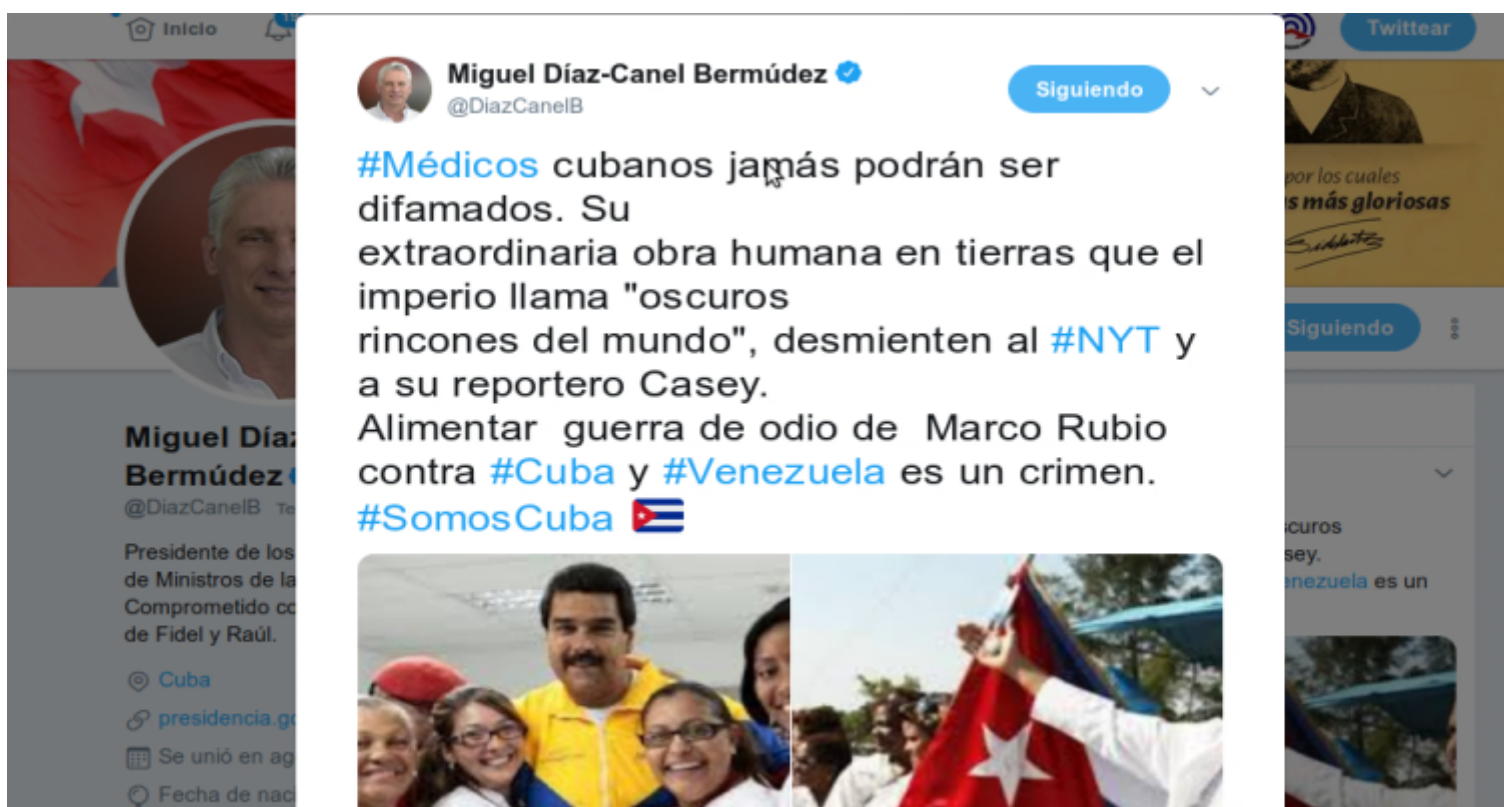 Inicio
Twittear
Miguel Díaz-Canel Bermúdez
@DiazCanelB
Siguiendo
#Médicos cubanos jamás podrán ser
difamados. Su
extraordinaria obra humana en tierras que el
imperio llama "oscuros
rincones del mundo", desmienten al #NYT y
a su reportero Casey.
Alimentar guerra de odio de Marco Rubio
contra #Cuba y #Venezuela es un crimen.
#SomosCuba
por los cuales
s más gloriosas
Siguiendo
Miguel Díaz
Bermúdez
@DiazCanelB Te
Presidente de los
de Ministros de la
Comprometido co
de Fidel y Raúl.
Cuba
presidencia.go
Se unió en ag
Fecha de naci
scuros
sey.
enezuela es un